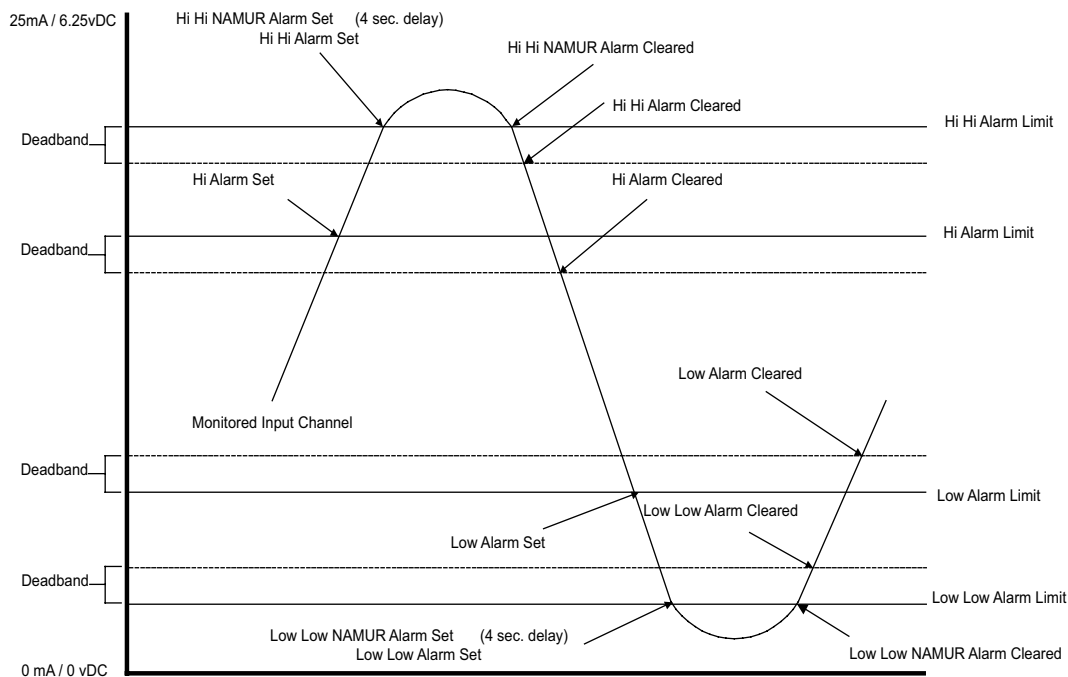 25mA / 6.25vDC
Hi Hi NAMUR Alarm Set (4 sec. delay)
Hi Hi Alarm Set
Hi Hi NAMUR Alarm Cleared
Hi Hi Alarm Cleared
Hi Hi Alarm Limit
Deadband
Hi Alarm Set
Hi Alarm Cleared
Hi Alarm Limit
Deadband
Low Alarm Cleared
Monitored Input Channel
Deadband
Low Alarm Limit
Low Low Alarm Cleared
Low Alarm Set
Deadband
Low Low Alarm Limit
Low Low NAMUR Alarm Set (4 sec. delay)
Low Low Alarm Set
Low Low NAMUR Alarm Cleared
0 mA / 0 vDC